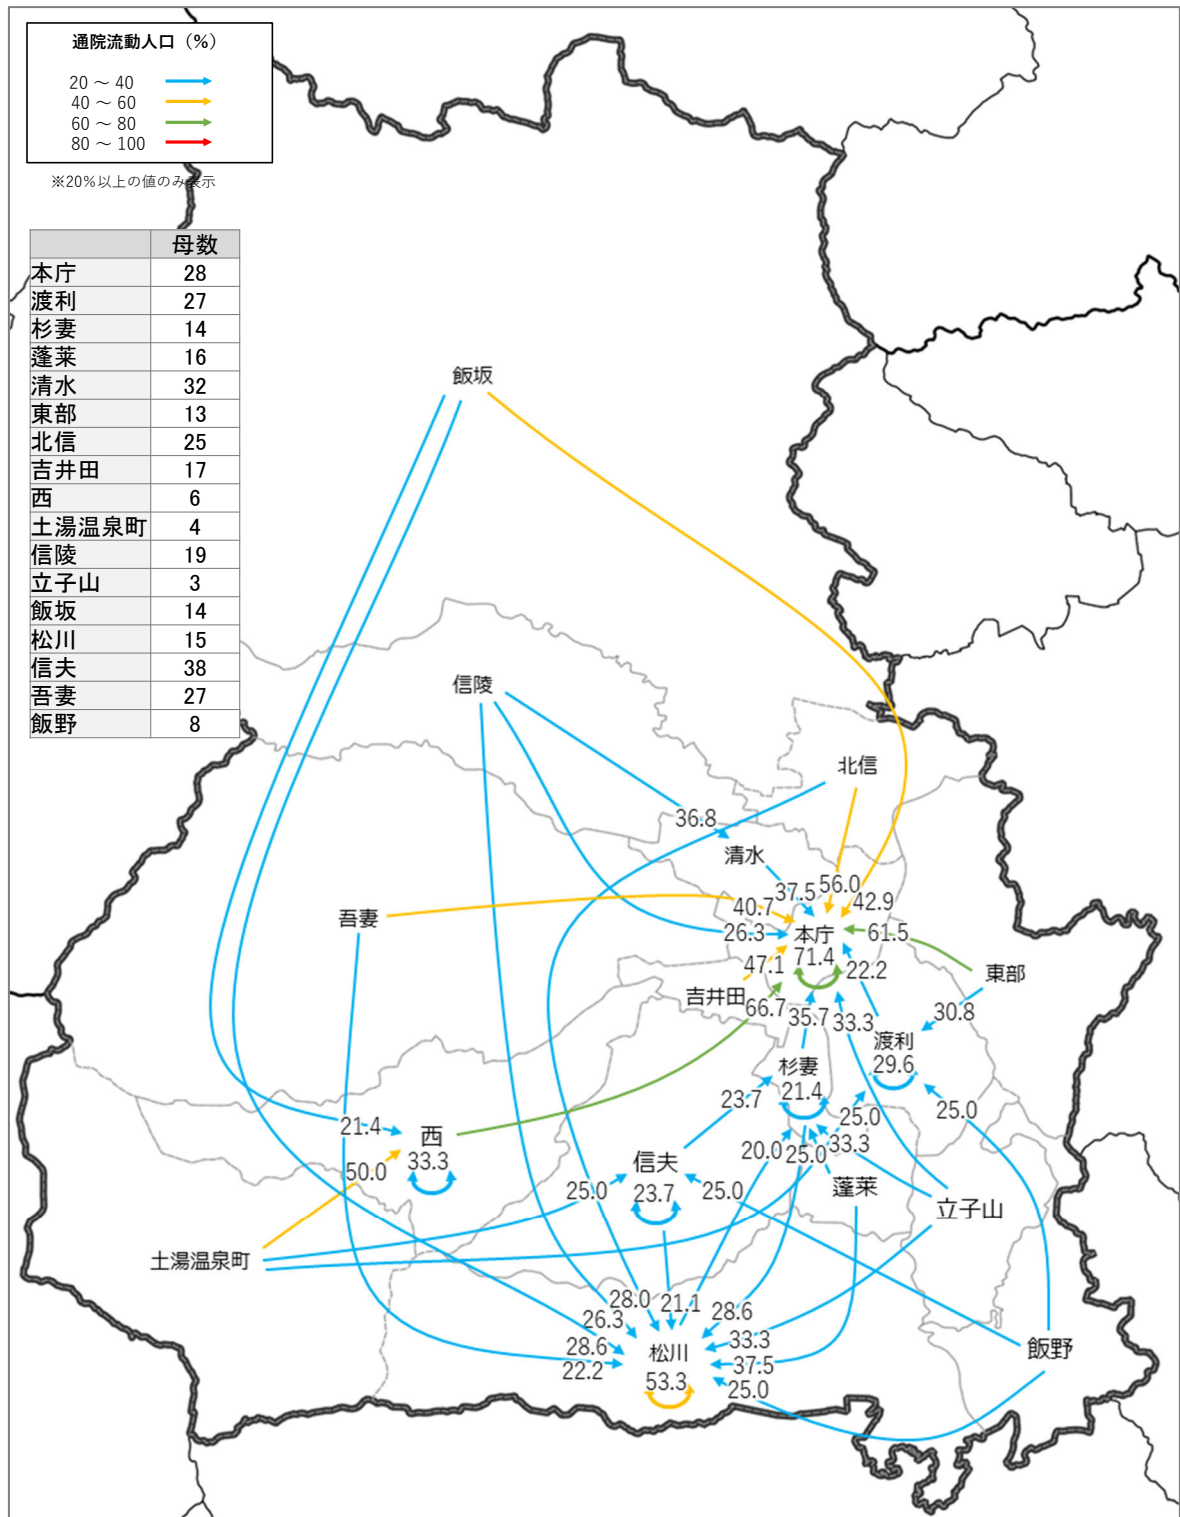 通院流動人口（%）
20 ～ 40
40 ～ 60
60 ～ 80
80 ～ 100
※20%以上の値のみ表示
母数
本庁 28
渡利 27
杉妻 14
蓬莱 16
清水 32
東部 13
北信 25
吉井田 17
西 6
土湯温泉町 4
信陵 19
立子山 3
飯坂 14
松川 15
信夫 38
吾妻 27
飯野 8
飯坂
信陵
北信
36.8
清水
37.5 56.0
42.9
40.7
吾妻
26.3 本庁 61.5
71.4
47.1 22.2
東部
吉井田
66.7 35.7 33.3 30.8
渡利
29.6
杉妻
21.4
23.7 25.0 25.0
21.4 西
33.3
20.0 25.0 33.3
50.0
信夫
23.7
25.0 25.0
蓬莱
立子山
土湯温泉町
28.0 21.1 28.6
26.3
33.3
28.6 松川
22.2 37.5
飯野
53.3 25.0